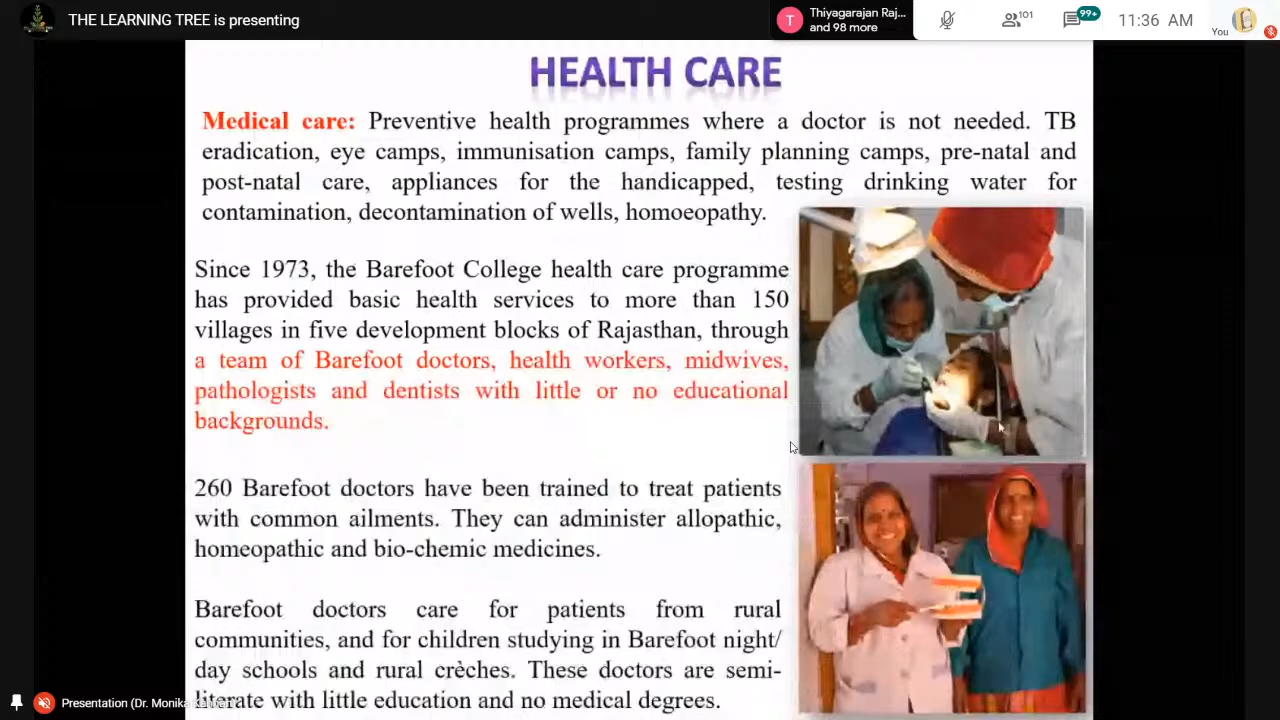 THE LEARNING TREE is presenting
T
Thiyagarajan Raj...
and 98 more
101
99+
11:36 AM
You
HEALTH CARE
Medical care: Preventive health programmes where a doctor is not needed. TB
eradication, eye camps, immunisation camps, family planning camps, pre-natal and
post-natal care, appliances for the handicapped, testing drinking water for
contamination, decontamination of wells, homoeopathy.
Since 1973, the Barefoot College health care programme
has provided basic health services to more than 150
villages in five development blocks of Rajasthan, through
a team of Barefoot doctors, health workers, midwives,
pathologists and dentists with little or no educational
backgrounds.
260 Barefoot doctors have been trained to treat patients
with common ailments. They can administer allopathic,
homeopathic and bio-chemic medicines.
Barefoot doctors care for patients from rural
communities, and for children studying in Barefoot night/
day schools and rural crèches. These doctors are semi-
literate with little education and no medical degrees.
Presentation (Dr. Monika